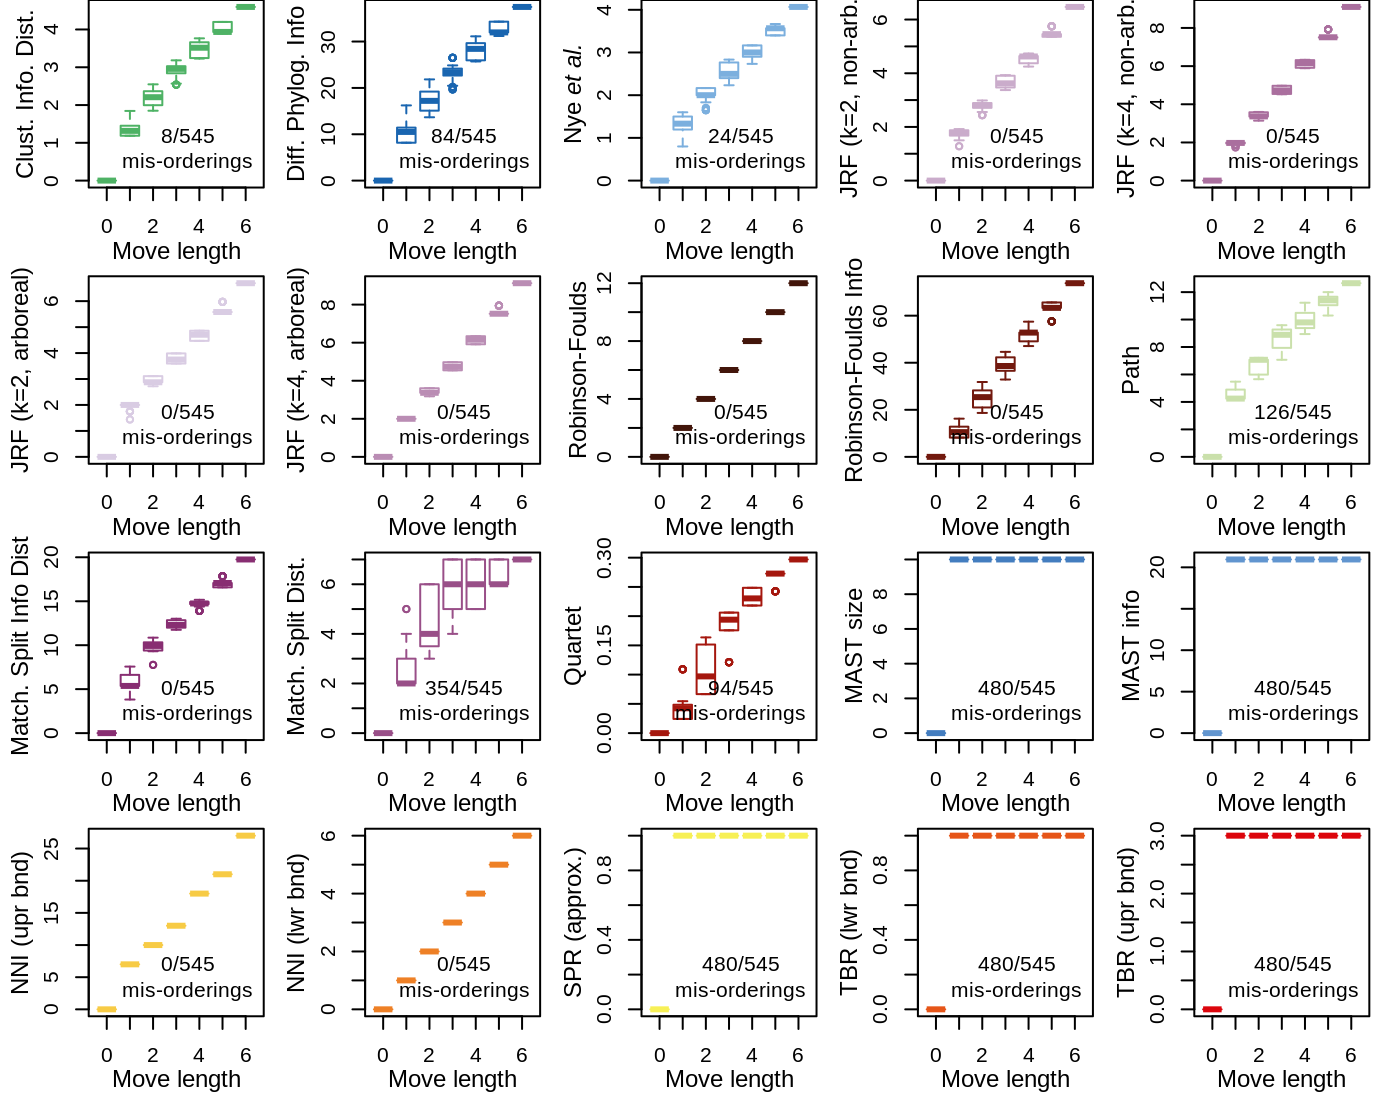 Clust. Info. Dist.
0 1 2 3 4
8/545
mis-orderings
0 2 4 6
Move length
Diff. Phylog. Info
0 10 20 30
84/545
mis-orderings
0 2 4 6
Move length
Nye et al.
0 1 2 3 4
24/545
mis-orderings
0 2 4 6
Move length
JRF (k=2, non-arb.
0 2 4 6
0/545
mis-orderings
0 2 4 6
Move length
JRF (k=4, non-arb.
0 2 4 6 8
0/545
mis-orderings
0 2 4 6
Move length
JRF (k=2, arboreal)
0 2 4 6
0/545
mis-orderings
0 2 4 6
Move length
JRF (k=4, arboreal)
0 2 4 6 8
0/545
mis-orderings
0 2 4 6
Move length
Robinson-Foulds
0 4 8 12
0/545
mis-orderings
0 2 4 6
Move length
Robinson-Foulds Info
0 20 40 60
0/545
mis-orderings
0 2 4 6
Move length
Path
0 4 8 12
126/545
mis-orderings
0 2 4 6
Move length
Match. Split Info Dist
0 5 10 15 20
0/545
mis-orderings
0 2 4 6
Move length
Match. Split Dist.
0 2 4 6
354/545
mis-orderings
0 2 4 6
Move length
Quartet
0.00 0.15 0.30
94/545
mis-orderings
0 2 4 6
Move length
MAST size
0 2 4 6 8
480/545
mis-orderings
0 2 4 6
Move length
MAST info
0 5 10 20
480/545
mis-orderings
0 2 4 6
Move length
NNI (upr bnd)
0 5 15 25
0/545
mis-orderings
0 2 4 6
Move length
NNI (lwr bnd)
0 2 4 6
0/545
mis-orderings
0 2 4 6
Move length
SPR (approx.)
0.0 0.4 0.8
480/545
mis-orderings
0 2 4 6
Move length
TBR (lwr bnd)
0.0 0.4 0.8
480/545
mis-orderings
0 2 4 6
Move length
TBR (upr bnd)
0.0 1.0 2.0 3.0
480/545
mis-orderings
0 2 4 6
Move length